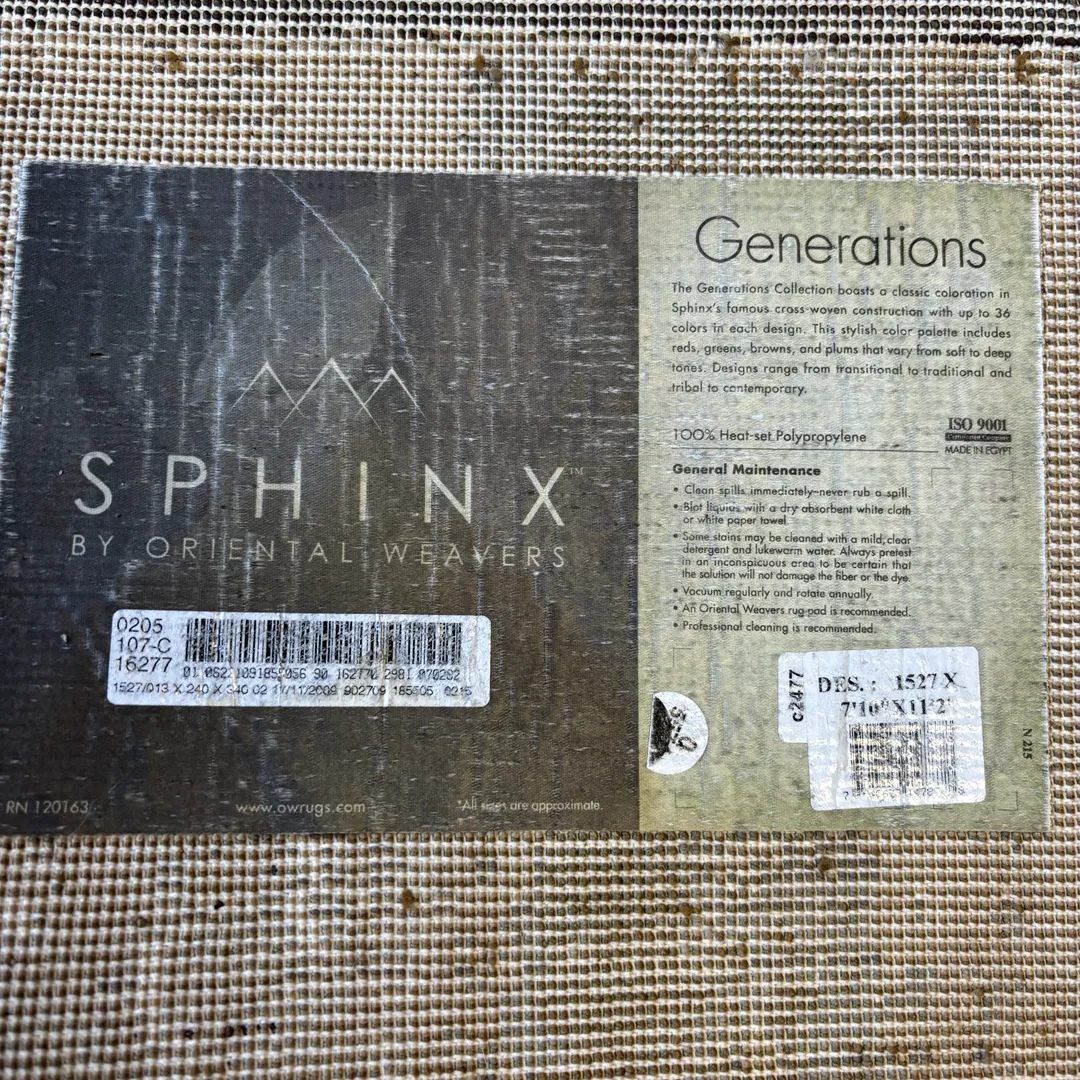 SPHINX™
BY ORIENTAL WEAVERS
0205
107-C
16277
1527/013 X 240 X 340 02 11/11/2009 902709 185505 0215
RN 120163
www.owrugs.com
*All sizes are approximate.
Generations
The Generations Collection boasts a classic coloration in
Sphinx's famous cross-woven construction with up to 36
colors in each design. This stylish color palette includes
reds, greens, browns, and plums that vary from soft to deep
tones. Designs range from transitional to traditional and
tribal to contemporary.
100% Heat-set Polypropylene
ISO 9001
Certificated Company
MADE IN EGYPT
General Maintenance
• Clean spills immediately–never rub a spill.
• Blot liquids with a dry absorbent white cloth
or white paper towel
• Some stains may be cleaned with a mild, clear
detergent and lukewarm water. Always pretest
in an inconspicuous area to be certain that
the solution will not damage the fiber or the dye.
• Vacuum regularly and rotate annually.
• An Oriental Weavers rug pad is recommended.
• Professional cleaning is recommended.
c2477
DES.: 1527 X
7'10" X 11'2"
N 215